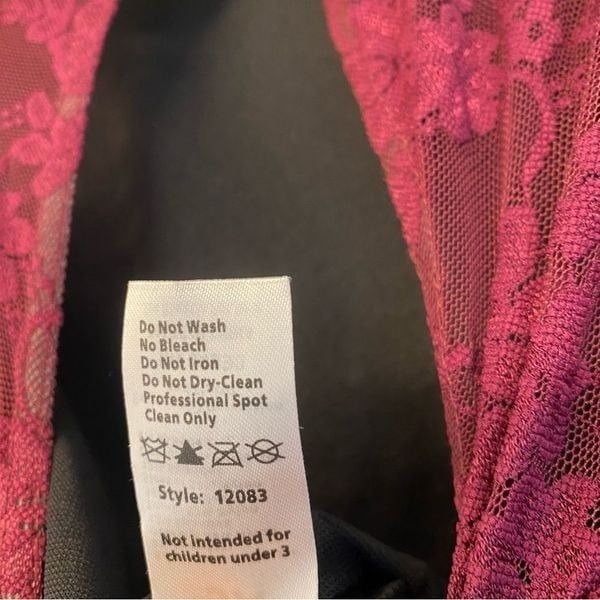 Do Not Wash
No Bleach
Do Not Iron
Do Not Dry-Clean
Professional Spot
Clean Only
Style: 12083
Not intended for
children under 3